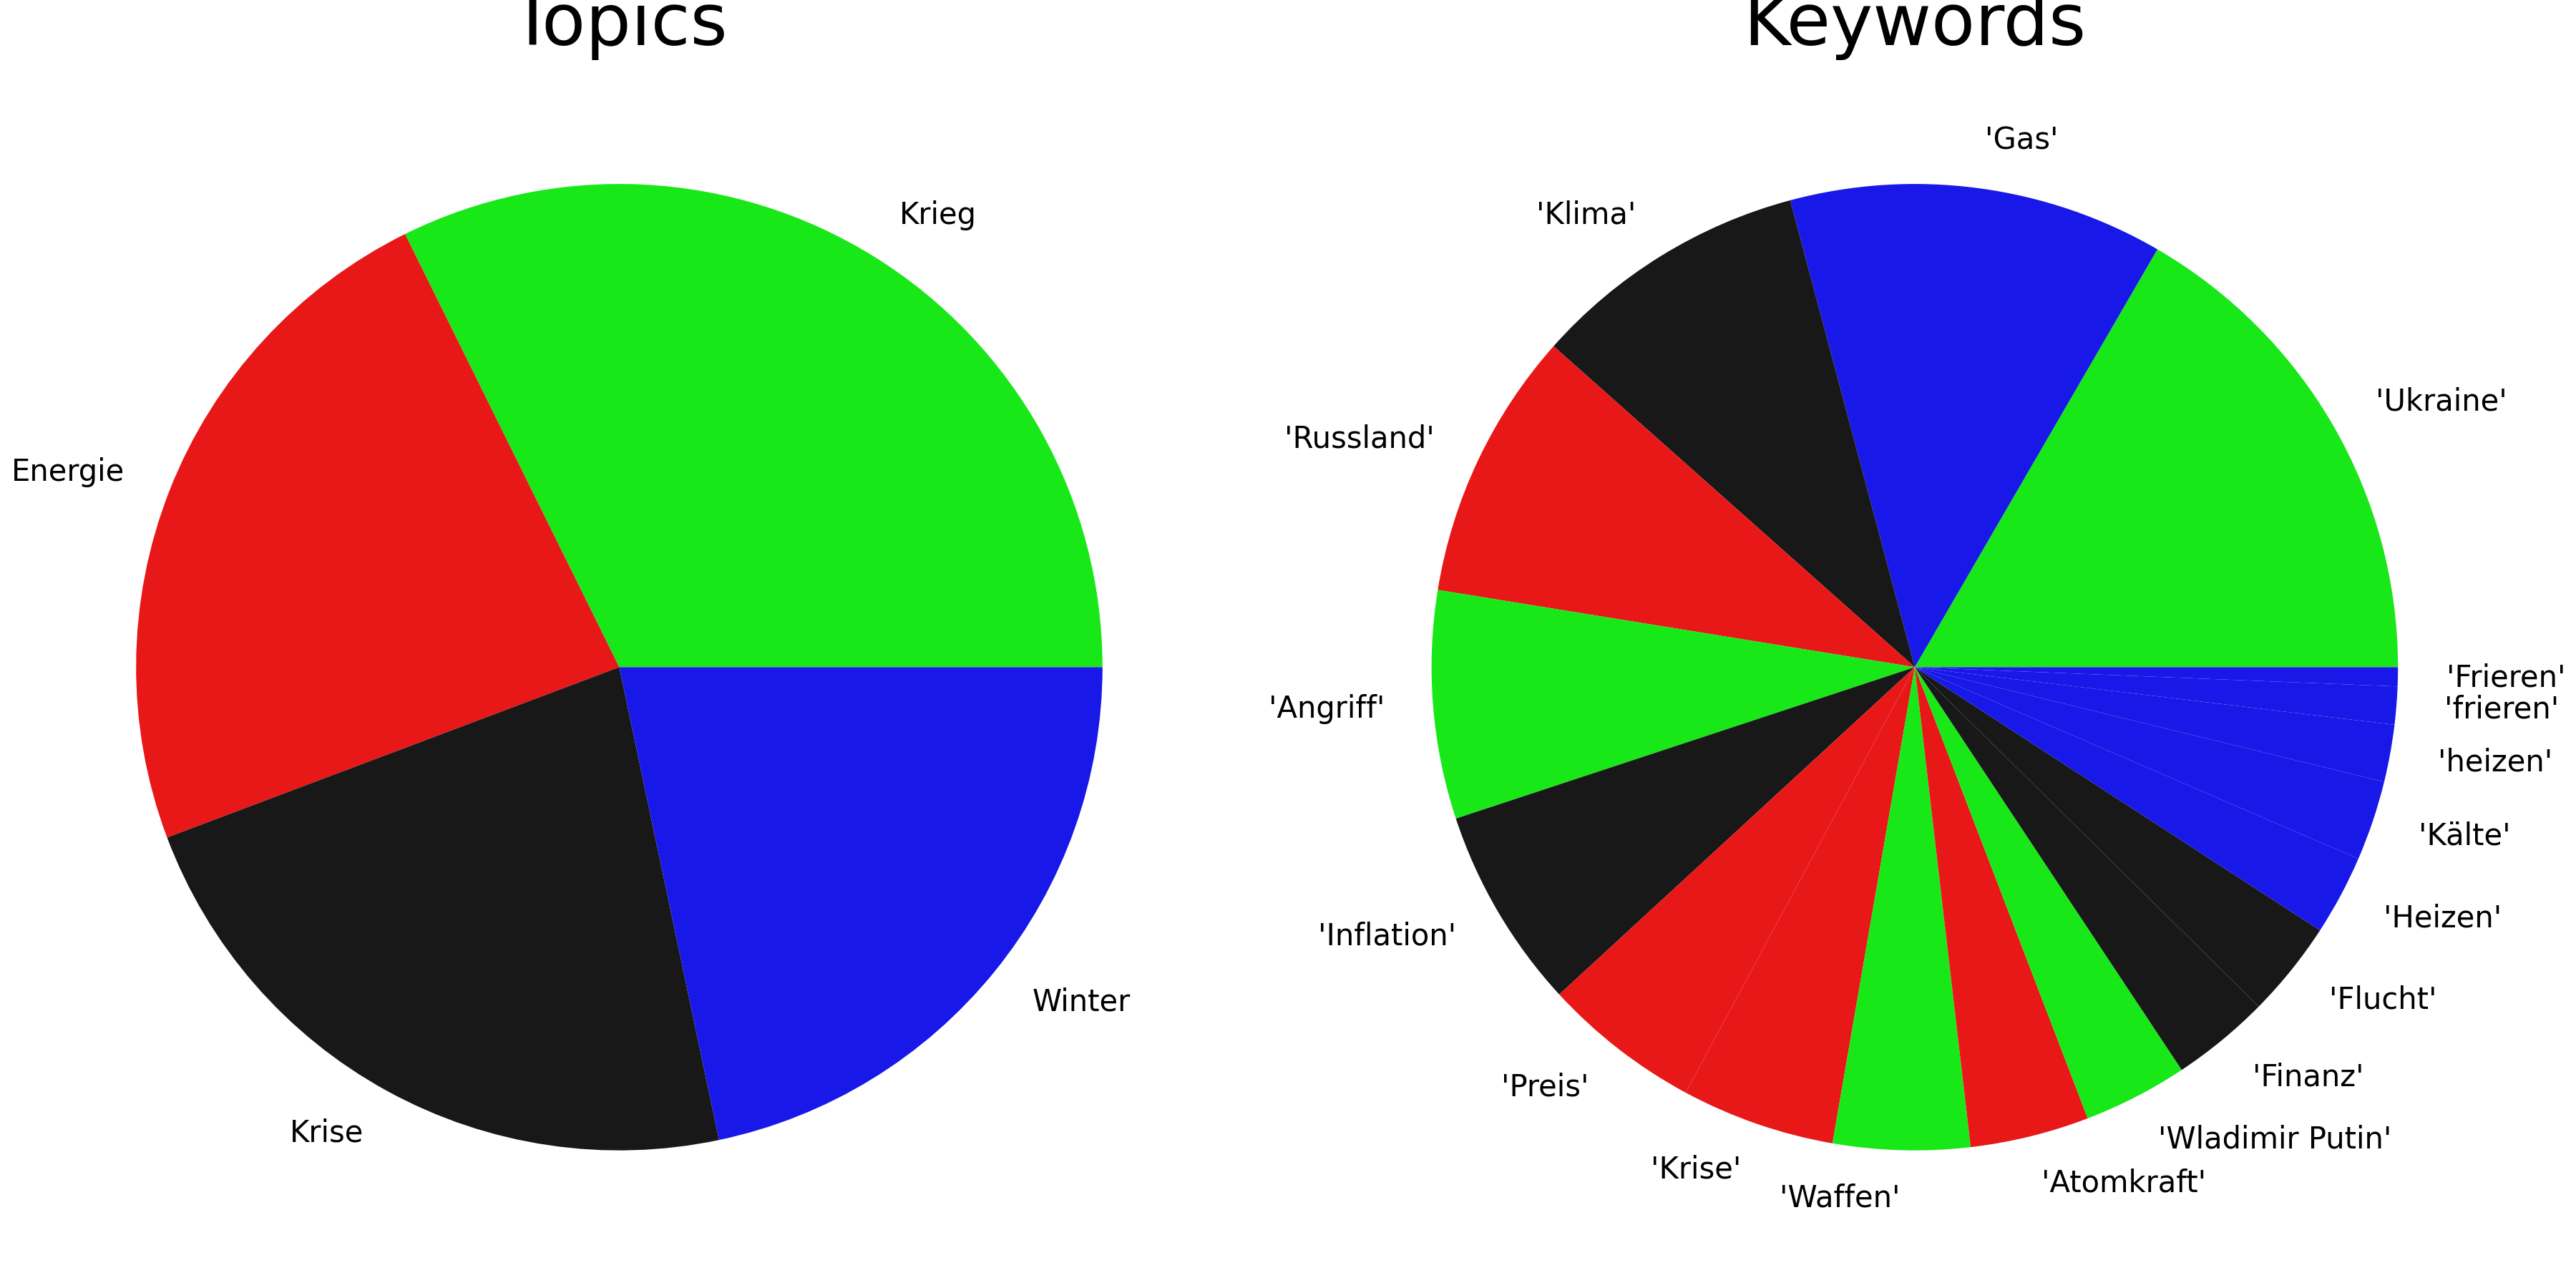 Topics
Krieg
Energie
Krise
Winter
Keywords
'Gas'
'Klima'
'Ukraine'
'Russland'
'Angriff'
'Inflation'
'Preis'
'Krise'
'Waffen'
'Atomkraft'
'Wladimir Putin'
'Finanz'
'Flucht'
'Heizen'
'Kälte'
'heizen'
'frieren'
'Frieren'